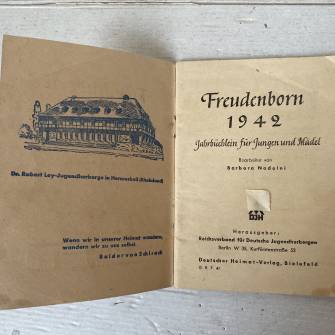 Dr. Robert Ley-Jugendherberge in Hermeskeil (Rheinland)
Wenn wir in unserer Heimat wandern,
wandern wir zu uns selbst.
Baldur von Schirach
Freudenborn
1942
Jahrbüchlein für Jungen und Mädel
Bearbeitet von
Barbara Nadolni
Herausgeber:
Reichsverband für Deutsche Jugendherbergen
Berlin W 35, Kurfürstenstraße 53
Deutscher Heimat-Verlag, Bielefeld